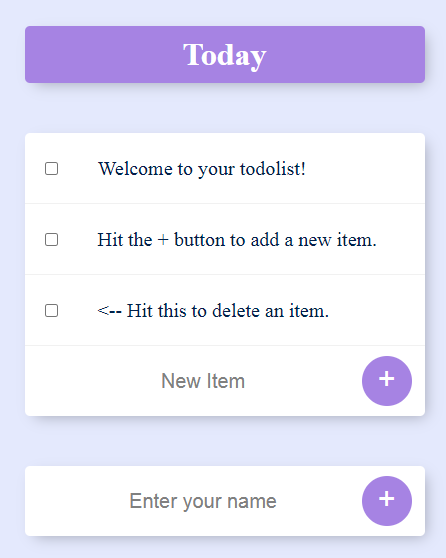 Today
Welcome to your todolist!
Hit the + button to add a new item.
<-- Hit this to delete an item.
New Item +
Enter your name +